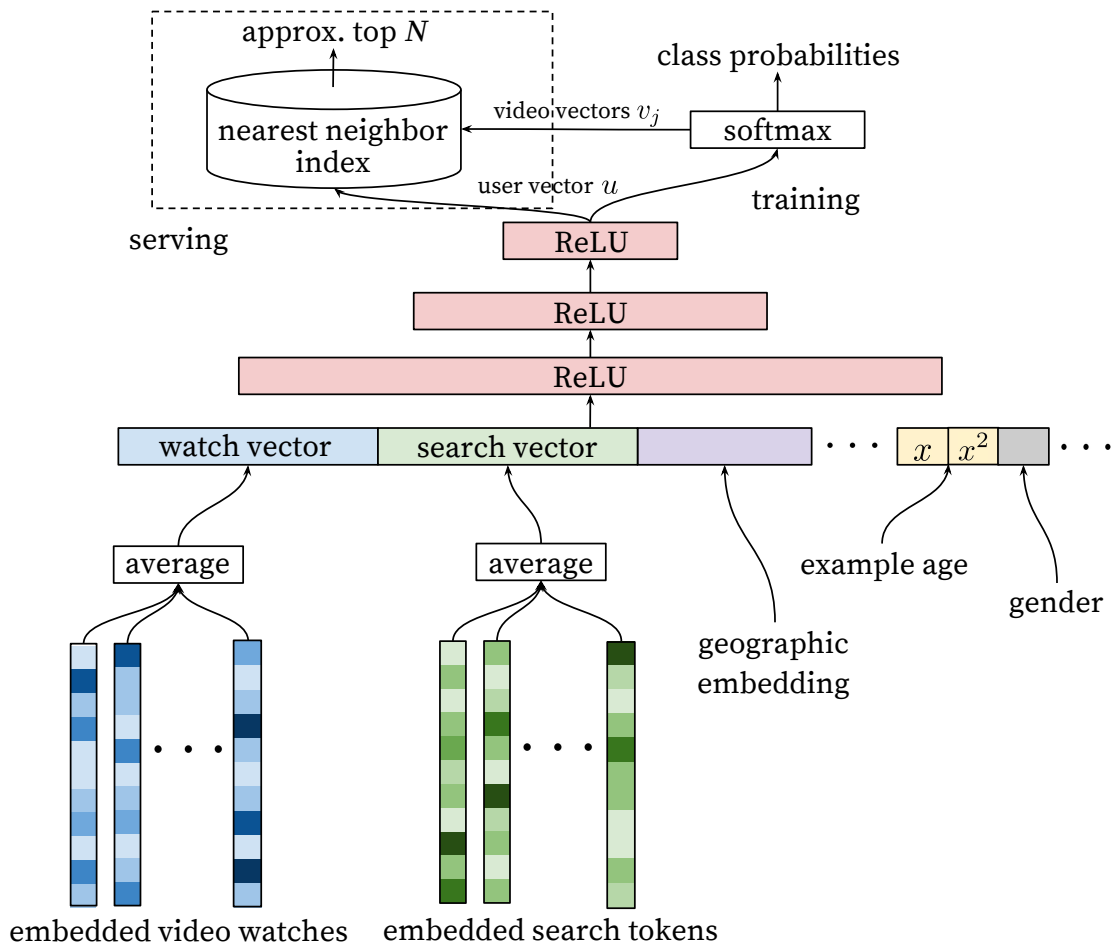 approx. top N
class probabilities
nearest neighbor
index
video vectors v_j
softmax
user vector u
training
serving
ReLU
ReLU
ReLU
watch vector
search vector
. . .
x
x²
. . .
average
average
example age
gender
geographic
embedding
. . .
. . .
embedded video watches
embedded search tokens